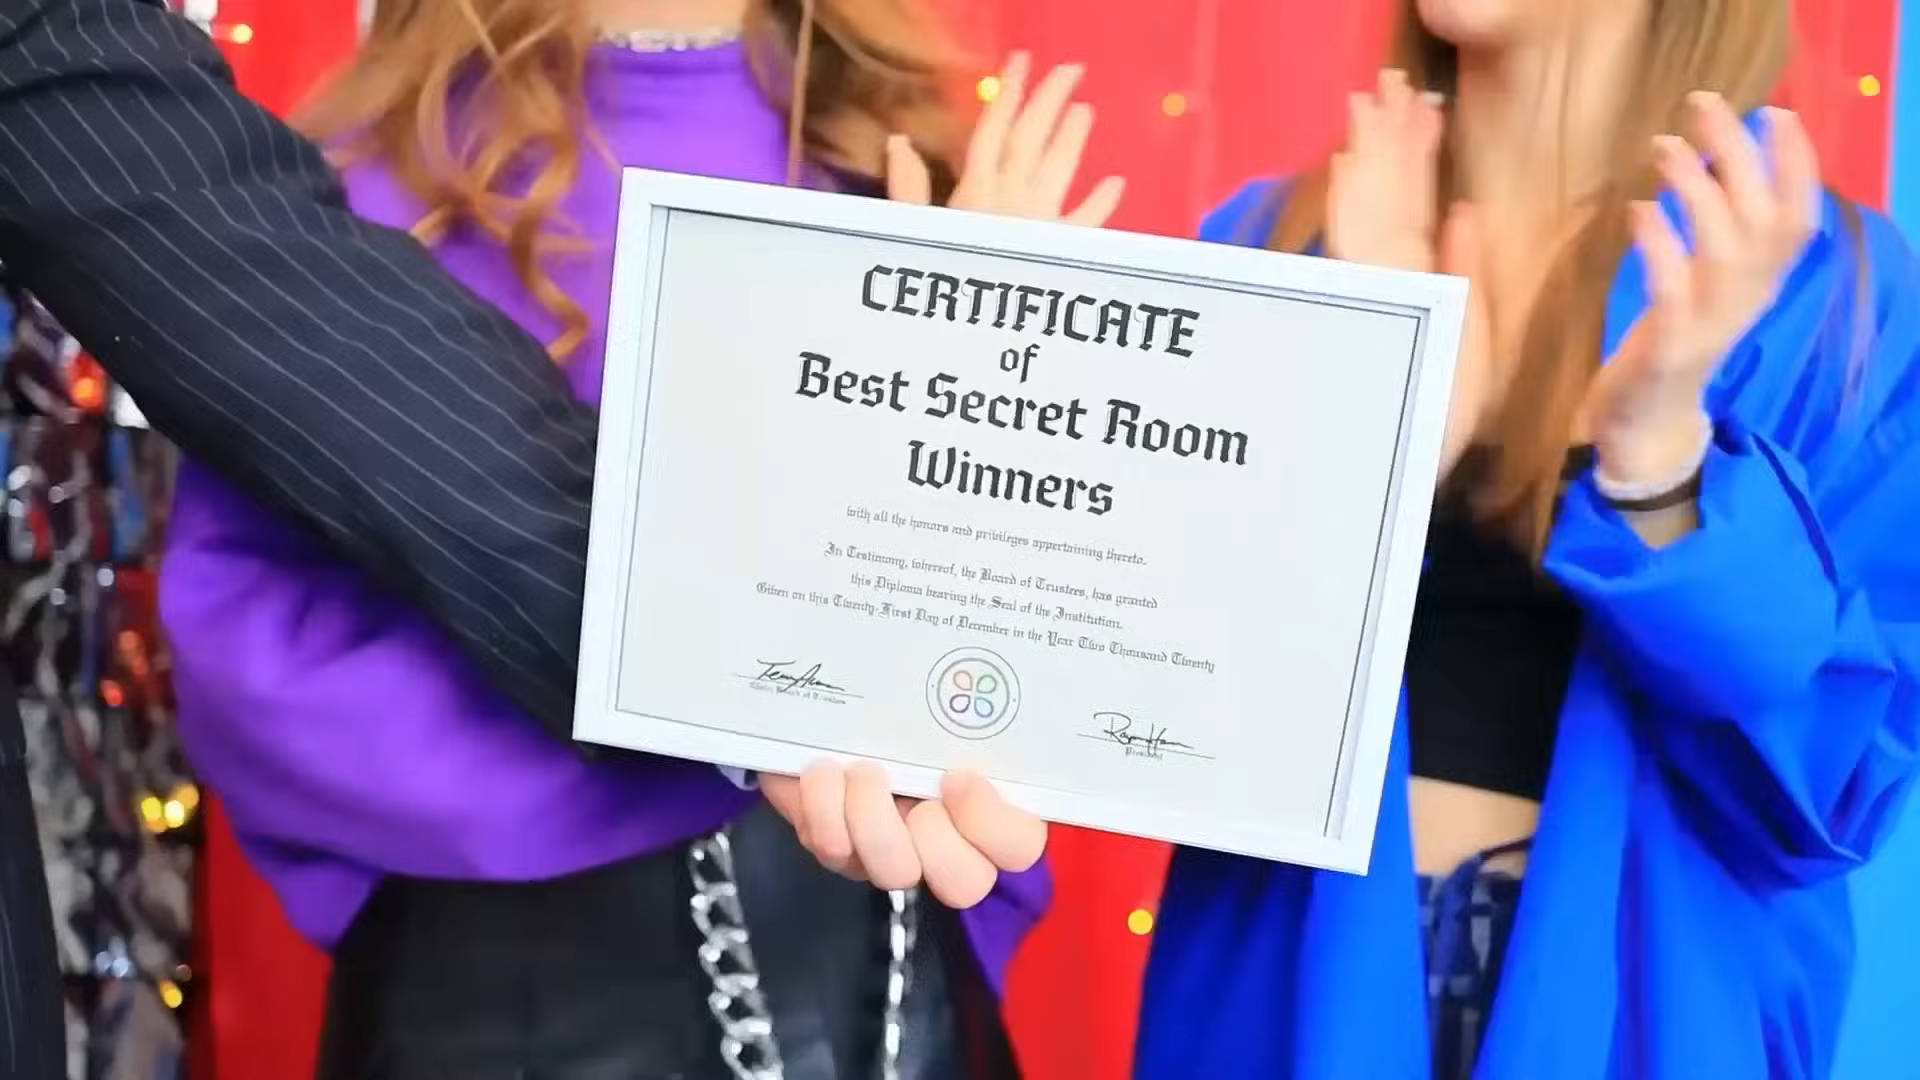 CERTIFICATE
of
Best Secret Room
Winners
with all the honors and privileges appertaining thereto.
In Testimony, whereof, the Board of Trustees, has granted
this Diploma bearing the Seal of the Institution.
Given on this Twenty-First Day of December in the Year Two Thousand Twenty
President